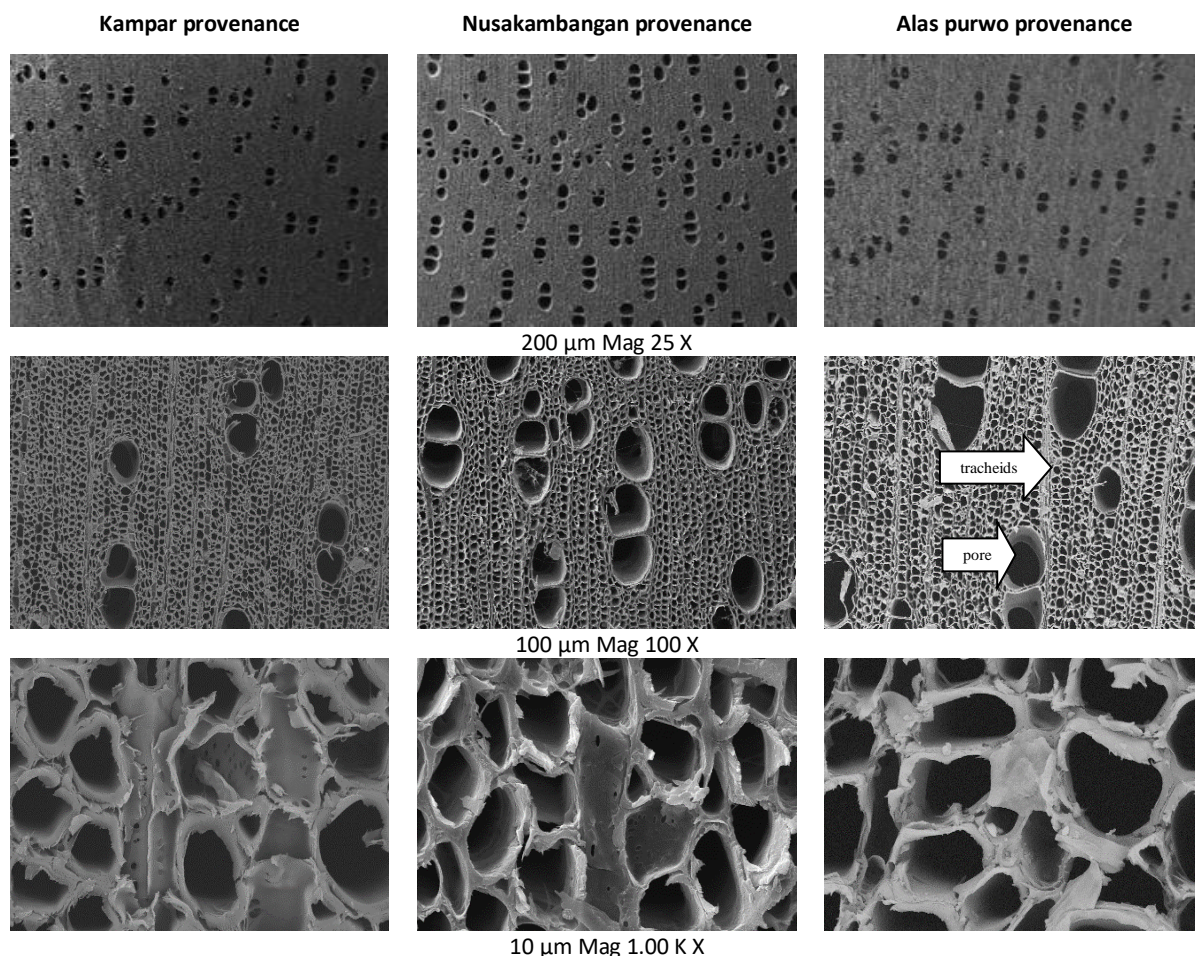 Kampar provenance
Nusakambangan provenance
Alas purwo provenance
200 µm Mag 25 X
100 µm Mag 100 X
tracheids
pore
10 µm Mag 1.00 K X